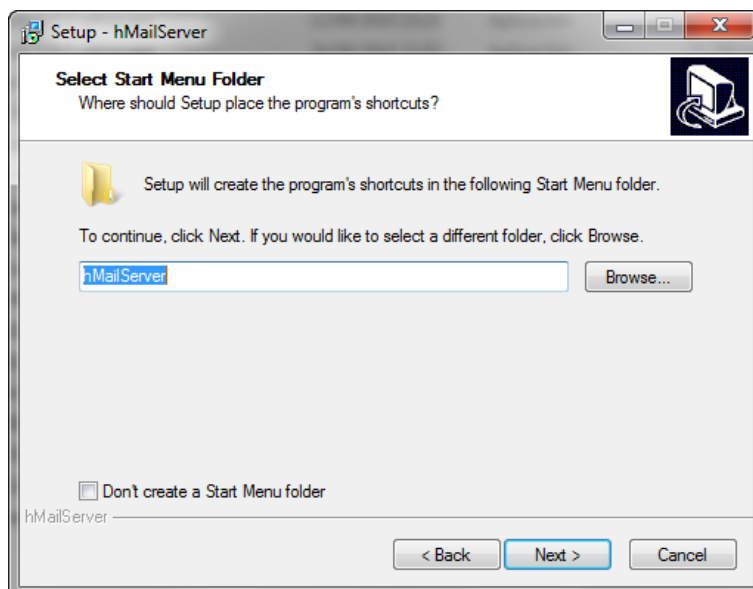 Setup - hMailServer
Select Start Menu Folder
Where should Setup place the program's shortcuts?
Setup will create the program's shortcuts in the following Start Menu folder.
To continue, click Next. If you would like to select a different folder, click Browse.
hMailServer
Browse...
Don't create a Start Menu folder
hMailServer
< Back
Next >
Cancel